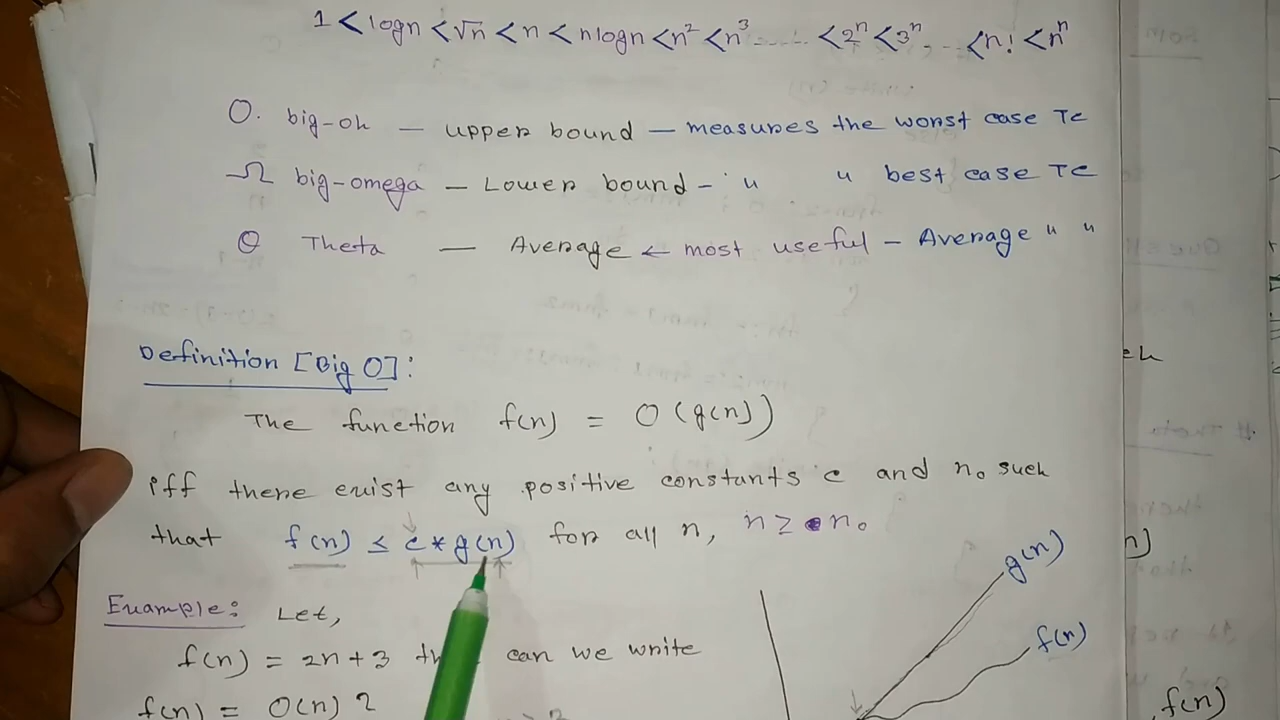 1 < logn < √n < n < nlogn < n² < n³ ...... < 2ⁿ < 3ⁿ ... < n! < nⁿ
O. big-oh — upper bound — measures the worst case Tc
Ω big-omega — Lower bound - " " best case Tc
Θ Theta — Average ← most useful - Average " "
Definition [Big O]:
The function f(n) = O(g(n))
iff there exist any positive constants c and n₀ such
that f(n) ≤ c * g(n) for all n, n ≥ n₀
Example: Let,
f(n) = 2n+3 can we write
f(n) = O(n) ?
g(n)
f(n)
f(n)